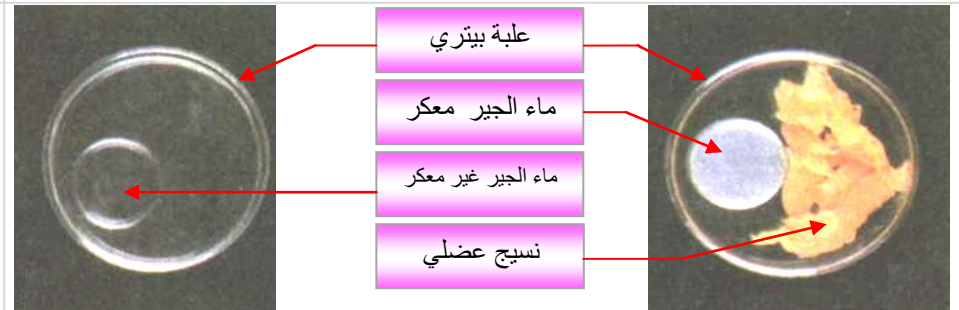 علبة بيتري
ماء الجير معكر
ماء الجير غير معكر
نسيج عضلي